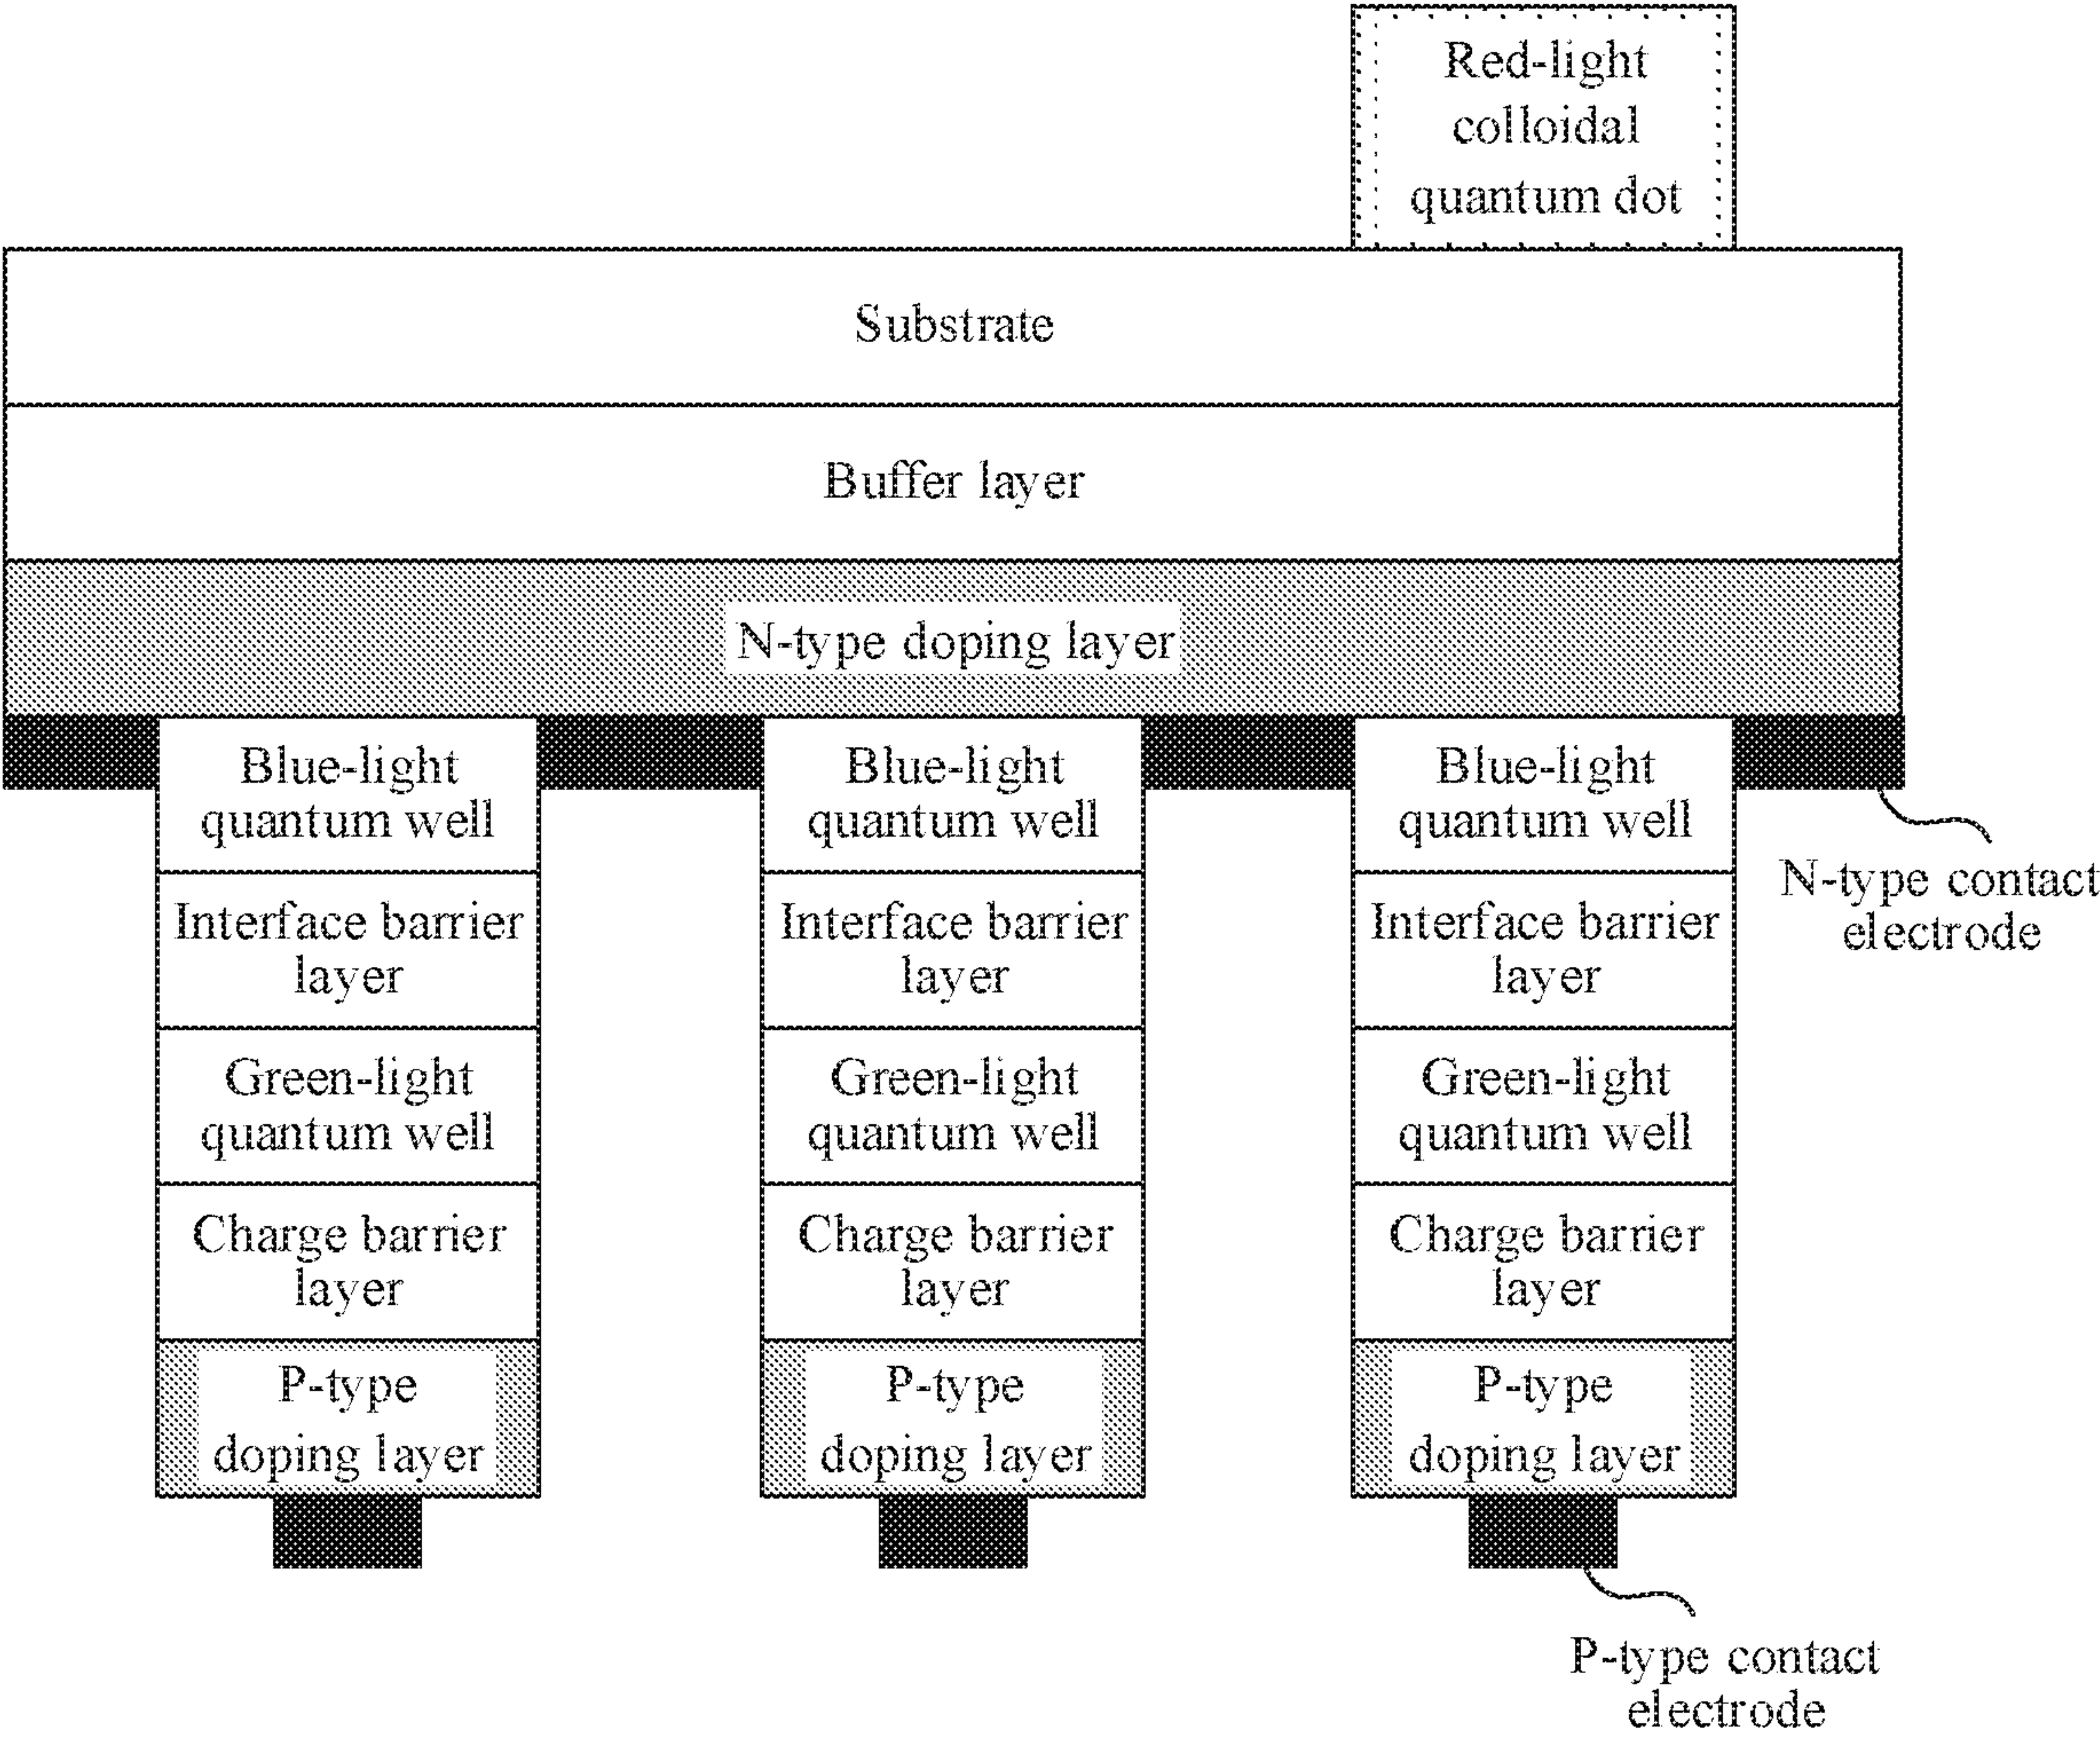 Red-light
colloidal
quantum dot
Substrate
Buffer layer
N-type doping layer
Blue-light
quantum well
Blue-light
quantum well
Blue-light
quantum well
N-type contact
electrode
Interface barrier
layer
Interface barrier
layer
Interface barrier
layer
Green-light
quantum well
Green-light
quantum well
Green-light
quantum well
Charge barrier
layer
Charge barrier
layer
Charge barrier
layer
P-type
doping layer
P-type
doping layer
P-type
doping layer
P-type contact
electrode